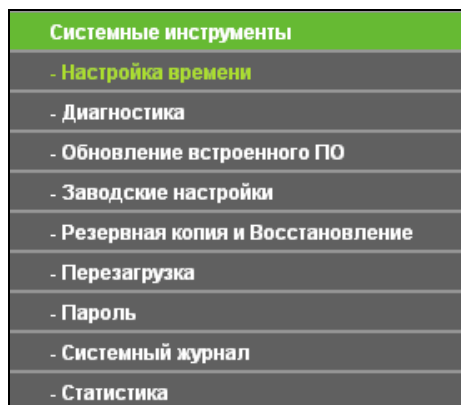 Системные инструменты
- Настройка времени
- Диагностика
- Обновление встроенного ПО
- Заводские настройки
- Резервная копия и Восстановление
- Перезагрузка
- Пароль
- Системный журнал
- Статистика